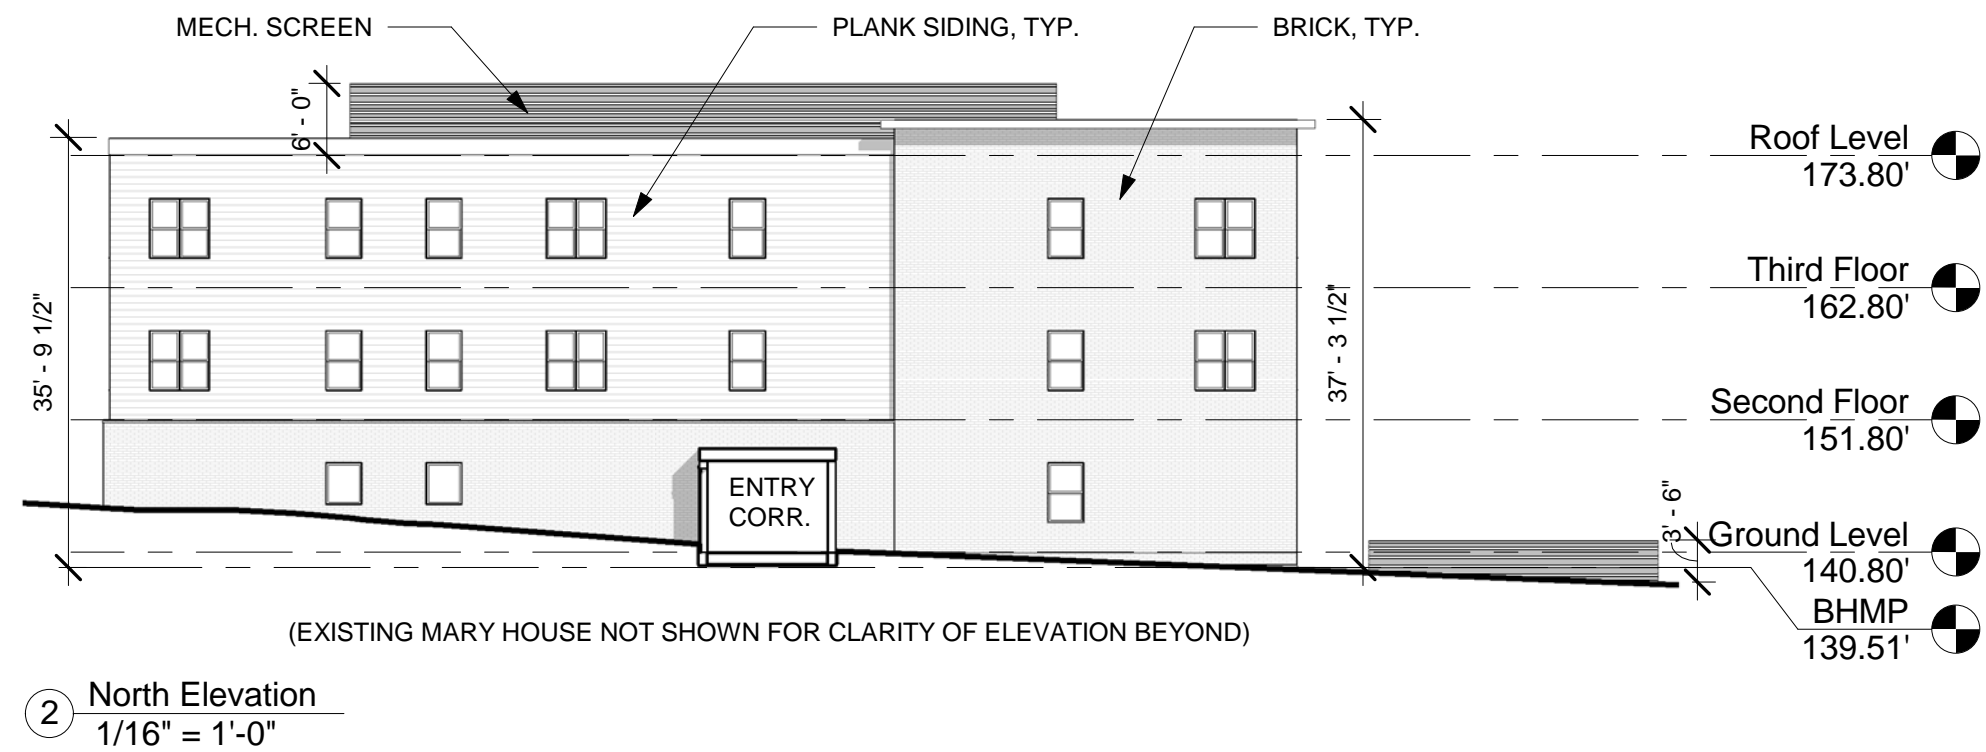 MECH. SCREEN
PLANK SIDING, TYP.
BRICK, TYP.
6' - 0"
35' - 9 1/2"
37' - 3 1/2"
Roof Level
173.80'
Third Floor
162.80'
Second Floor
151.80'
3' - 6"
Ground Level
140.80'
BHMP
139.51'
ENTRY
CORR.
(EXISTING MARY HOUSE NOT SHOWN FOR CLARITY OF ELEVATION BEYOND)
2
North Elevation
1/16" = 1'-0"